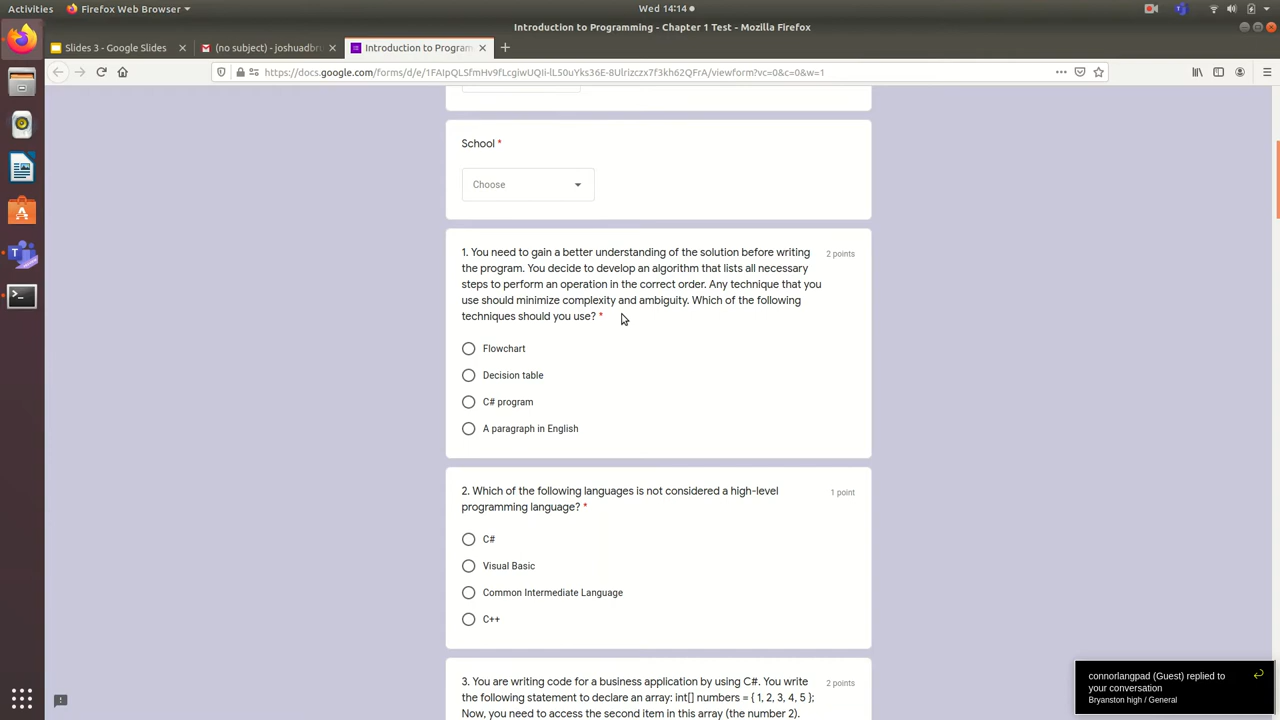 Activities
Firefox Web Browser
Wed 14:14
Introduction to Programming - Chapter 1 Test - Mozilla Firefox
Slides 3 - Google Slides
(no subject) - joshuadbru
Introduction to Program
https://docs.google.com/forms/d/e/1FAIpQLSfmHv9fLcgiwUQIi-lL50uYks36E-8Ulrizczx7f3kh62QFrA/viewform?vc=0&c=0&w=1
School *
Choose
1. You need to gain a better understanding of the solution before writing
2 points
the program. You decide to develop an algorithm that lists all necessary
steps to perform an operation in the correct order. Any technique that you
use should minimize complexity and ambiguity. Which of the following
techniques should you use? *
Flowchart
Decision table
C# program
A paragraph in English
2. Which of the following languages is not considered a high-level
1 point
programming language? *
C#
Visual Basic
Common Intermediate Language
C++
3. You are writing code for a business application by using C#. You write
2 points
the following statement to declare an array: int[] numbers = { 1, 2, 3, 4, 5 };
Now, you need to access the second item in this array (the number 2).
connorlangpad (Guest) replied to
your conversation
Bryanston high / General